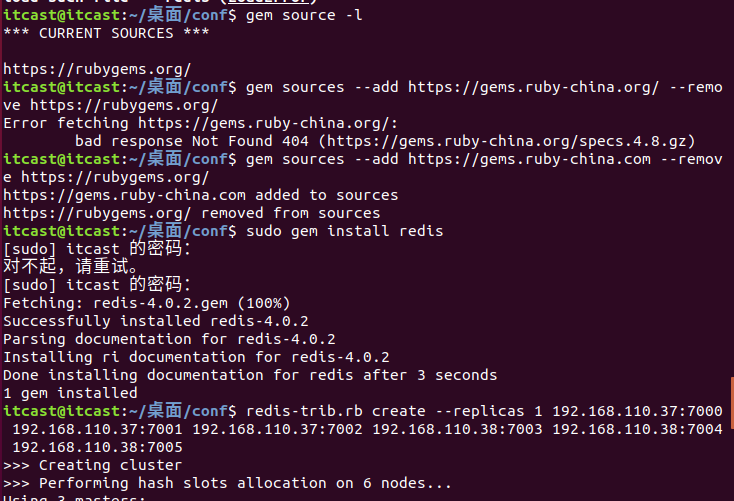 itcast@itcast:~/桌面/conf$ gem source -l
*** CURRENT SOURCES ***
https://rubygems.org/
itcast@itcast:~/桌面/conf$ gem sources --add https://gems.ruby-china.org/ --remo
ve https://rubygems.org/
Error fetching https://gems.ruby-china.org/:
        bad response Not Found 404 (https://gems.ruby-china.org/specs.4.8.gz)
itcast@itcast:~/桌面/conf$ gem sources --add https://gems.ruby-china.com --remov
e https://rubygems.org/
https://gems.ruby-china.com added to sources
https://rubygems.org/ removed from sources
itcast@itcast:~/桌面/conf$ sudo gem install redis
[sudo] itcast 的密码：
对不起，请重试。
[sudo] itcast 的密码：
Fetching: redis-4.0.2.gem (100%)
Successfully installed redis-4.0.2
Parsing documentation for redis-4.0.2
Installing ri documentation for redis-4.0.2
Done installing documentation for redis after 3 seconds
1 gem installed
itcast@itcast:~/桌面/conf$ redis-trib.rb create --replicas 1 192.168.110.37:7000
 192.168.110.37:7001 192.168.110.37:7002 192.168.110.38:7003 192.168.110.38:7004
 192.168.110.38:7005
>>> Creating cluster
>>> Performing hash slots allocation on 6 nodes...
Using 3 masters: